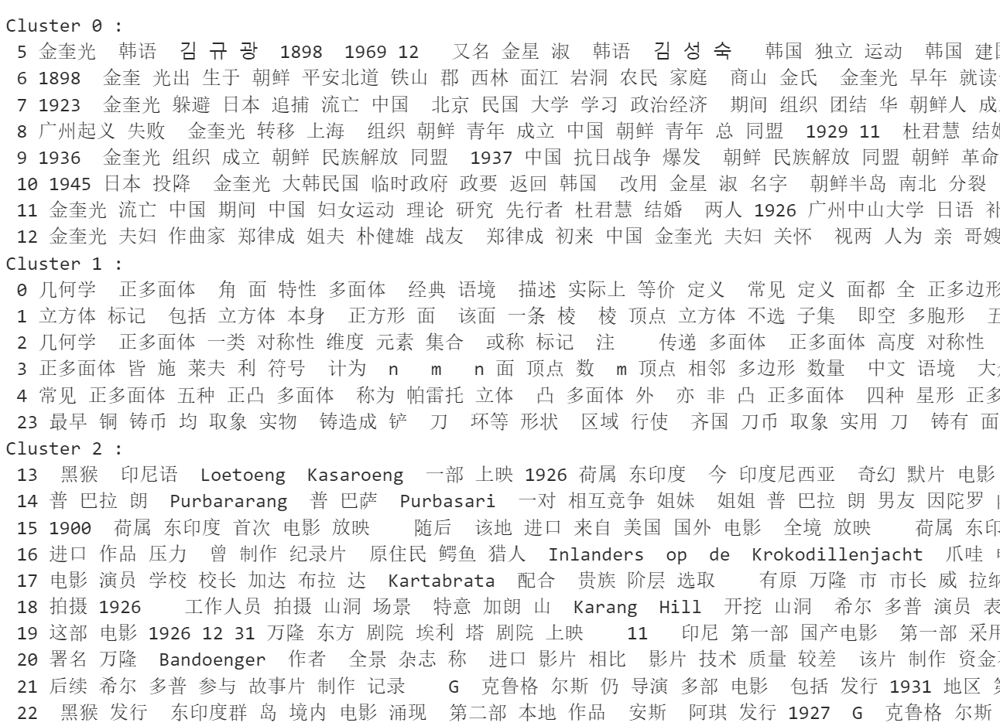 Cluster 0 :
5 金奎光 韩语 김 규 광 1898 1969 12 又名 金星 淑 韩语 김 성 숙 韩国 独立 运动 韩国 建国
6 1898 金奎 光出 生于 朝鲜 平安北道 铁山 郡 西林 面江 岩洞 农民 家庭 商山 金氏 金奎光 早年 就读
7 1923 金奎光 躲避 日本 追捕 流亡 中国 北京 民国 大学 学习 政治经济 期间 组织 团结 华 朝鲜人 成
8 广州起义 失败 金奎光 转移 上海 组织 朝鲜 青年 成立 中国 朝鲜 青年 总 同盟 1929 11 杜君慧 结婚
9 1936 金奎光 组织 成立 朝鲜 民族解放 同盟 1937 中国 抗日战争 爆发 朝鲜 民族解放 同盟 朝鲜 革命
10 1945 日本 投降 金奎光 大韩民国 临时政府 政要 返回 韩国 改用 金星 淑 名字 朝鲜半岛 南北 分裂
11 金奎光 流亡 中国 期间 中国 妇女运动 理论 研究 先行者 杜君慧 结婚 两人 1926 广州中山大学 日语 补
12 金奎光 夫妇 作曲家 郑律成 姐夫 朴健雄 战友 郑律成 初来 中国 金奎光 夫妇 关怀 视两 人为 亲 哥嫂
Cluster 1 :
0 几何学 正多面体 角 面 特性 多面体 经典 语境 描述 实际上 等价 定义 常见 定义 面都 全 正多边形
1 立方体 标记 包括 立方体 本身 正方形 面 该面 一条 棱 棱 顶点 立方体 不选 子集 即空 多胞形 五
2 几何学 正多面体 一类 对称性 维度 元素 集合 或称 标记 注 传递 多面体 正多面体 高度 对称性
3 正多面体 皆 施 莱夫 利 符号 计为 n m n 面 顶点 数 m 顶点 相邻 多边形 数量 中文 语境 大
4 常见 正多面体 五种 正凸 多面体 称为 帕雷托 立体 凸 多面体 外 亦 非 凸 正多面体 四种 星形 正多
23 最早 铜 铸币 均 取象 实物 铸造成 铲 刀 环等 形状 区域 行使 齐国 刀币 取象 实用 刀 铸有 面
Cluster 2 :
13 黑猴 印尼语 Loetoeng Kasaroeng 一部 上映 1926 荷属 东印度 今 印度尼西亚 奇幻 默片 电影
14 普 巴拉 朗 Purbararang 普 巴萨 Purbasari 一对 相互竞争 姐妹 姐姐 普 巴拉 朗 男友 因陀罗
15 1900 荷属 东印度 首次 电影 放映 随后 该地 进口 来自 美国 国外 电影 全境 放映 荷属 东印
16 进口 作品 压力 曾 制作 纪录片 原住民 鳄鱼 猎人 Inlanders op de Krokodillenjacht 爪哇
17 电影 演员 学校 校长 加达 布拉 达 Kartabrata 配合 贵族 阶层 选取 有原 万隆 市 市长 威 拉纳
18 拍摄 1926 工作人员 拍摄 山洞 场景 特意 加朗 山 Karang Hill 开挖 山洞 希尔 多普 演员 表
19 这部 电影 1926 12 31 万隆 东方 剧院 埃利 塔 剧院 上映 11 印尼 第一部 国产电影 第一部 采用
20 署名 万隆 Bandoenger 作者 全景 杂志 称 进口 影片 相比 影片 技术 质量 较差 该片 制作 资金
21 后续 希尔 多普 参与 故事片 制作 记录 G 克鲁格 尔斯 仍 导演 多部 电影 包括 发行 1931 地区 第
22 黑猴 发行 东印度群 岛 境内 电影 涌现 第二部 本地 作品 安斯 阿琪 发行 1927 G 克鲁格 尔斯